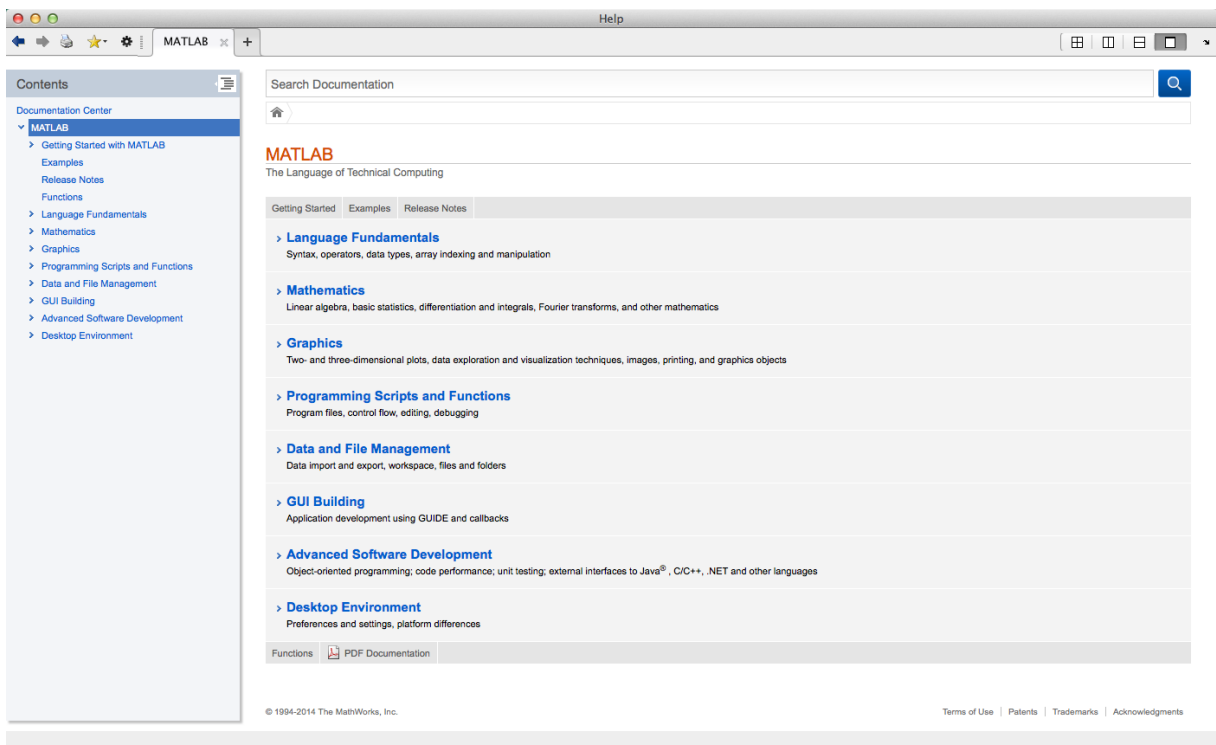 Help
MATLAB
Contents
Documentation Center
MATLAB
Getting Started with MATLAB
Examples
Release Notes
Functions
Language Fundamentals
Mathematics
Graphics
Programming Scripts and Functions
Data and File Management
GUI Building
Advanced Software Development
Desktop Environment
Search Documentation
MATLAB
The Language of Technical Computing
Getting Started Examples Release Notes
Language Fundamentals
Syntax, operators, data types, array indexing and manipulation
Mathematics
Linear algebra, basic statistics, differentiation and integrals, Fourier transforms, and other mathematics
Graphics
Two- and three-dimensional plots, data exploration and visualization techniques, images, printing, and graphics objects
Programming Scripts and Functions
Program files, control flow, editing, debugging
Data and File Management
Data import and export, workspace, files and folders
GUI Building
Application development using GUIDE and callbacks
Advanced Software Development
Object-oriented programming; code performance; unit testing; external interfaces to Java® , C/C++, .NET and other languages
Desktop Environment
Preferences and settings, platform differences
Functions PDF Documentation
© 1994-2014 The MathWorks, Inc.
Terms of Use | Patents | Trademarks | Acknowledgments